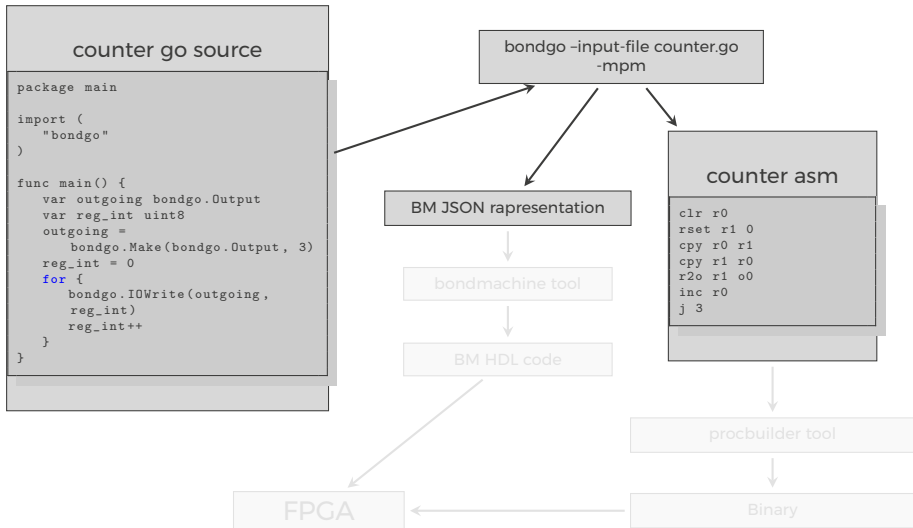 counter go source
package main
import (
"bondgo"
)
func main() {
var outgoing bondgo.Output
var reg_int uint8
outgoing =
bondgo.Make(bondgo.Output, 3)
reg_int = 0
for {
bondgo.IOWrite(outgoing,
reg_int)
reg_int++
}
}
bondgo –input-file counter.go
-mpm
BM JSON rapresentation
bondmachine tool
BM HDL code
FPGA
counter asm
clr r0
rset r1 0
cpy r0 r1
cpy r1 r0
r2o r1 o0
inc r0
j 3
procbuilder tool
Binary